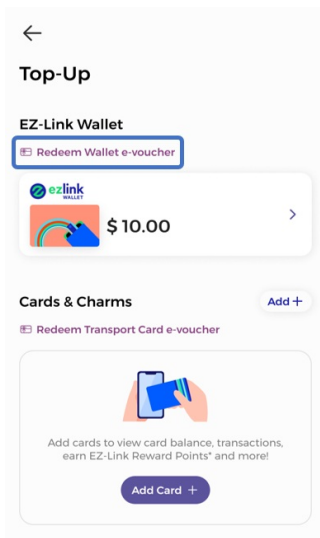 Top-Up
EZ-Link Wallet
Redeem Wallet e-voucher
ezlink
WALLET
$ 10.00
Cards & Charms
Add +
Redeem Transport Card e-voucher
Add cards to view card balance, transactions,
earn EZ-Link Reward Points* and more!
Add Card +